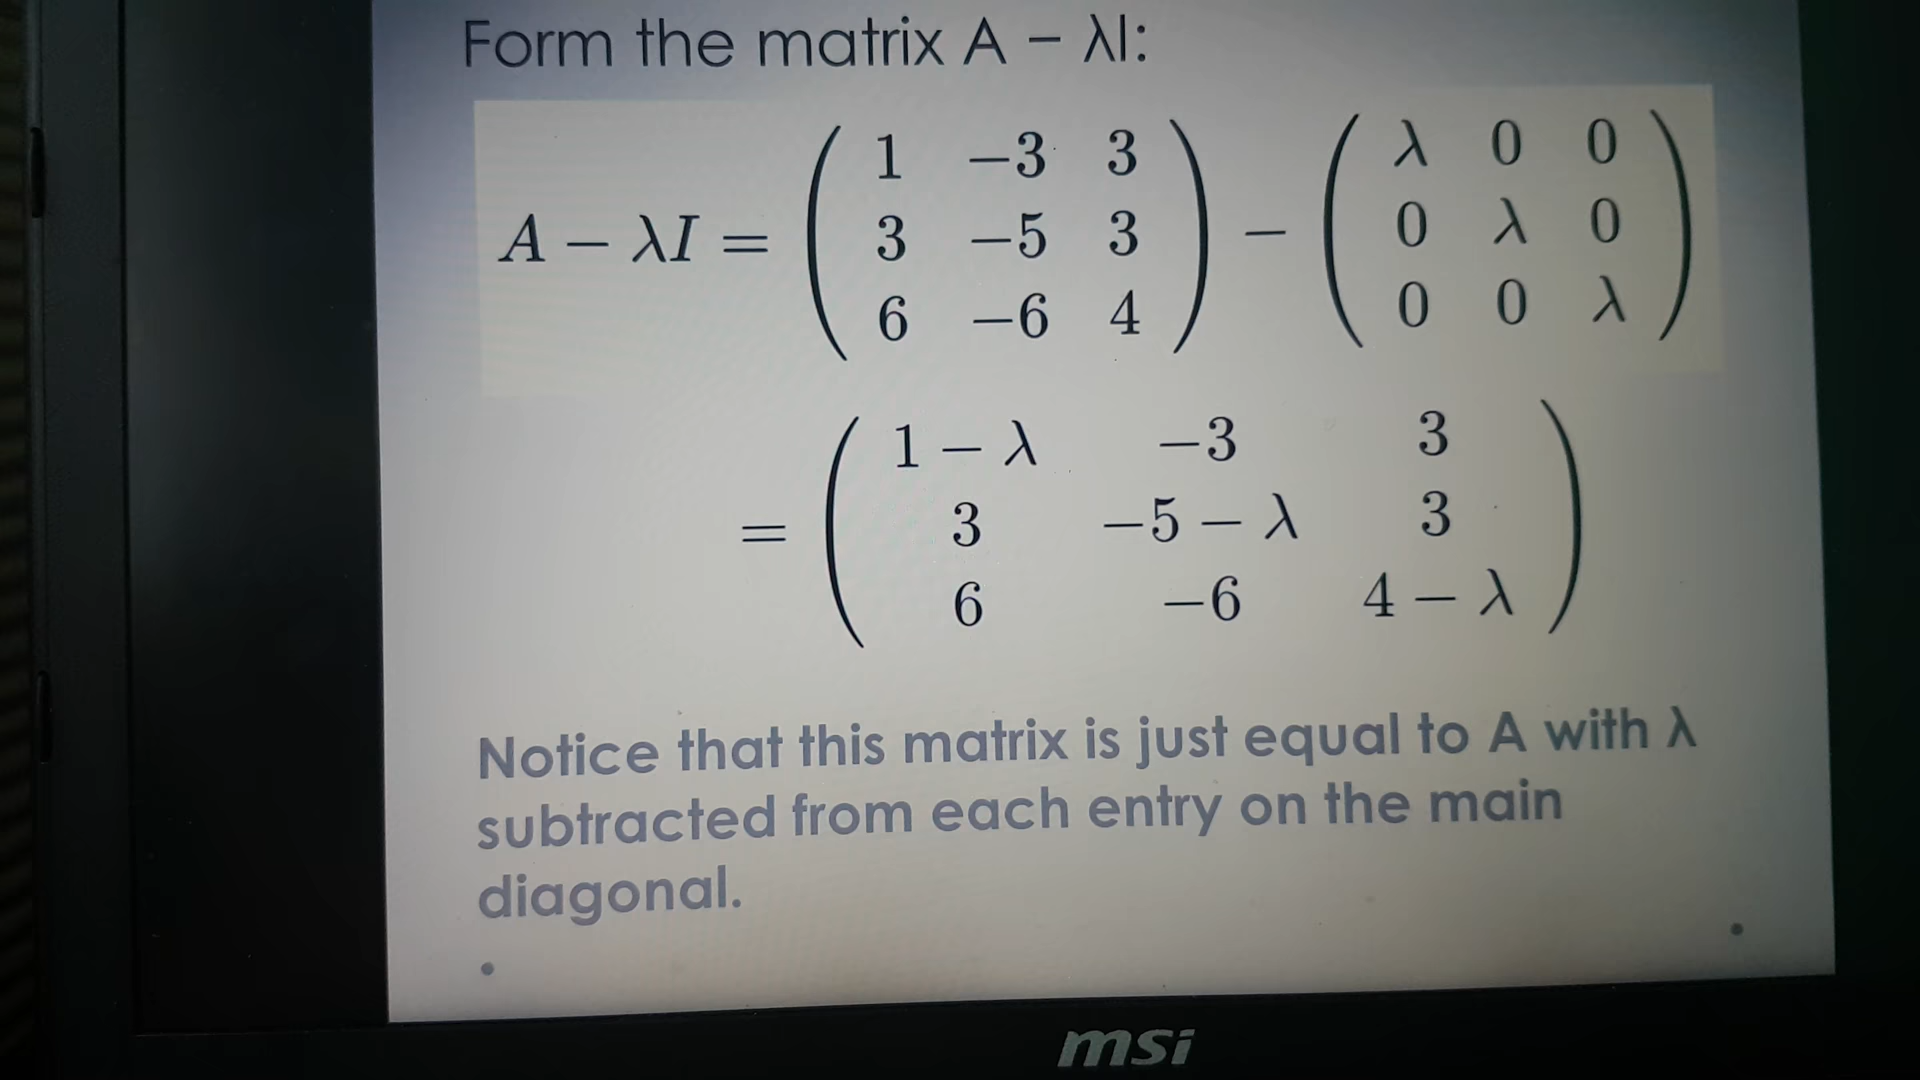 Form the matrix A − λI:
A − λI = ( 1 −3 3 ) − ( λ 0 0 )
3 −5 3 0 λ 0
6 −6 4 0 0 λ
= ( 1 − λ −3 3 )
3 −5 − λ 3
6 −6 4 − λ
Notice that this matrix is just equal to A with λ
subtracted from each entry on the main
diagonal.
msi